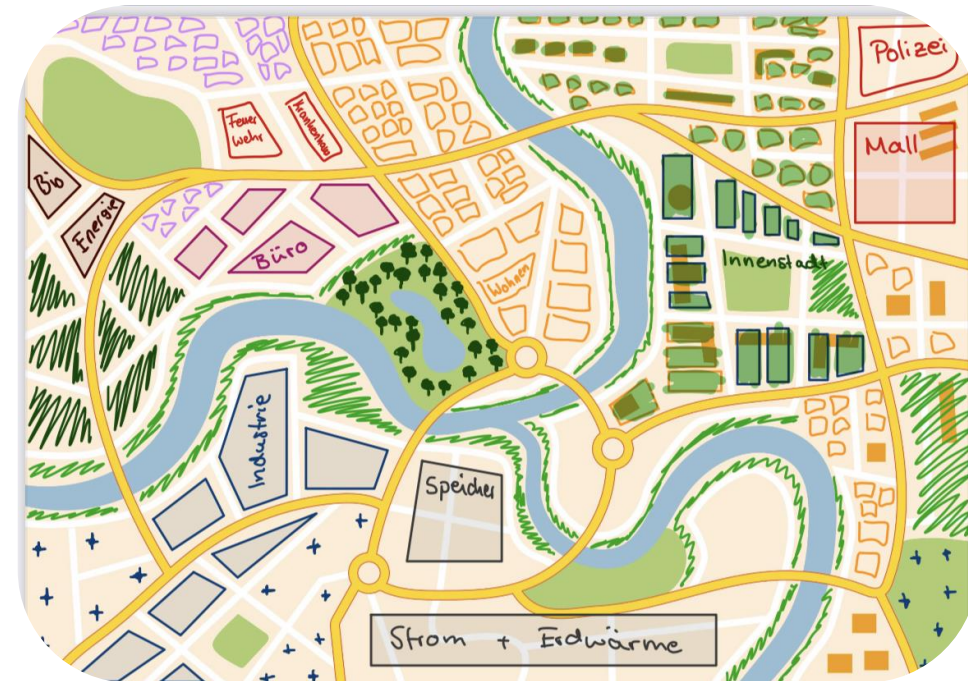 Polizei
Feuer
wehr
Krankenhaus
Mall
Bio
Energie
Büro
Innenstadt
Wohnen
Industrie
Speicher
Strom + Erdwärme